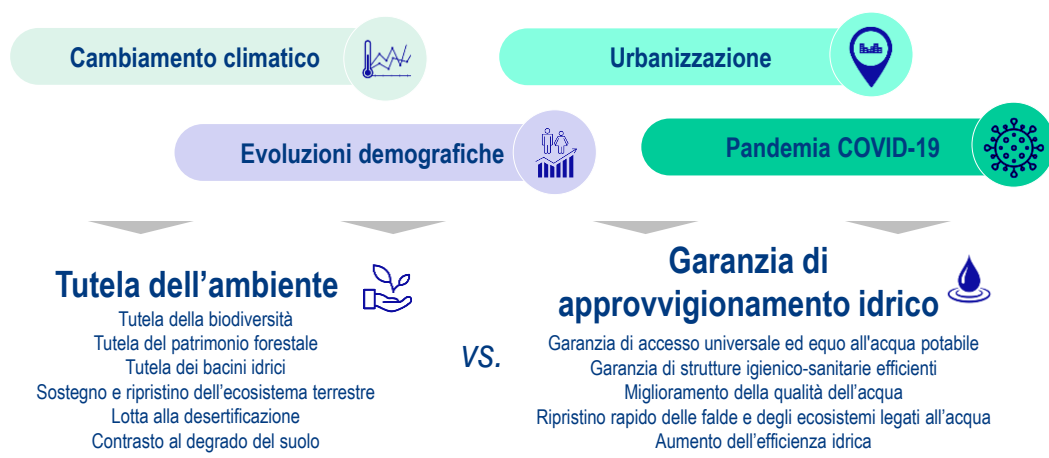 Cambiamento climatico
Urbanizzazione
Evoluzioni demografiche
Pandemia COVID-19
Tutela dell’ambiente
Tutela della biodiversità
Tutela del patrimonio forestale
Tutela dei bacini idrici
Sostegno e ripristino dell’ecosistema terrestre
Lotta alla desertificazione
Contrasto al degrado del suolo
vs.
Garanzia di
approvvigionamento idrico
Garanzia di accesso universale ed equo all'acqua potabile
Garanzia di strutture igienico-sanitarie efficienti
Miglioramento della qualità dell’acqua
Ripristino rapido delle falde e degli ecosistemi legati all’acqua
Aumento dell’efficienza idrica